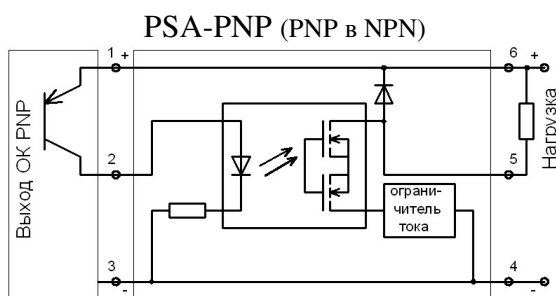 PSA-PNP (PNP в NPN)
1 +
6 +
Выход ОК PNP
2
5
Нагрузка
ограни-
читель
тока
3 -
4 -